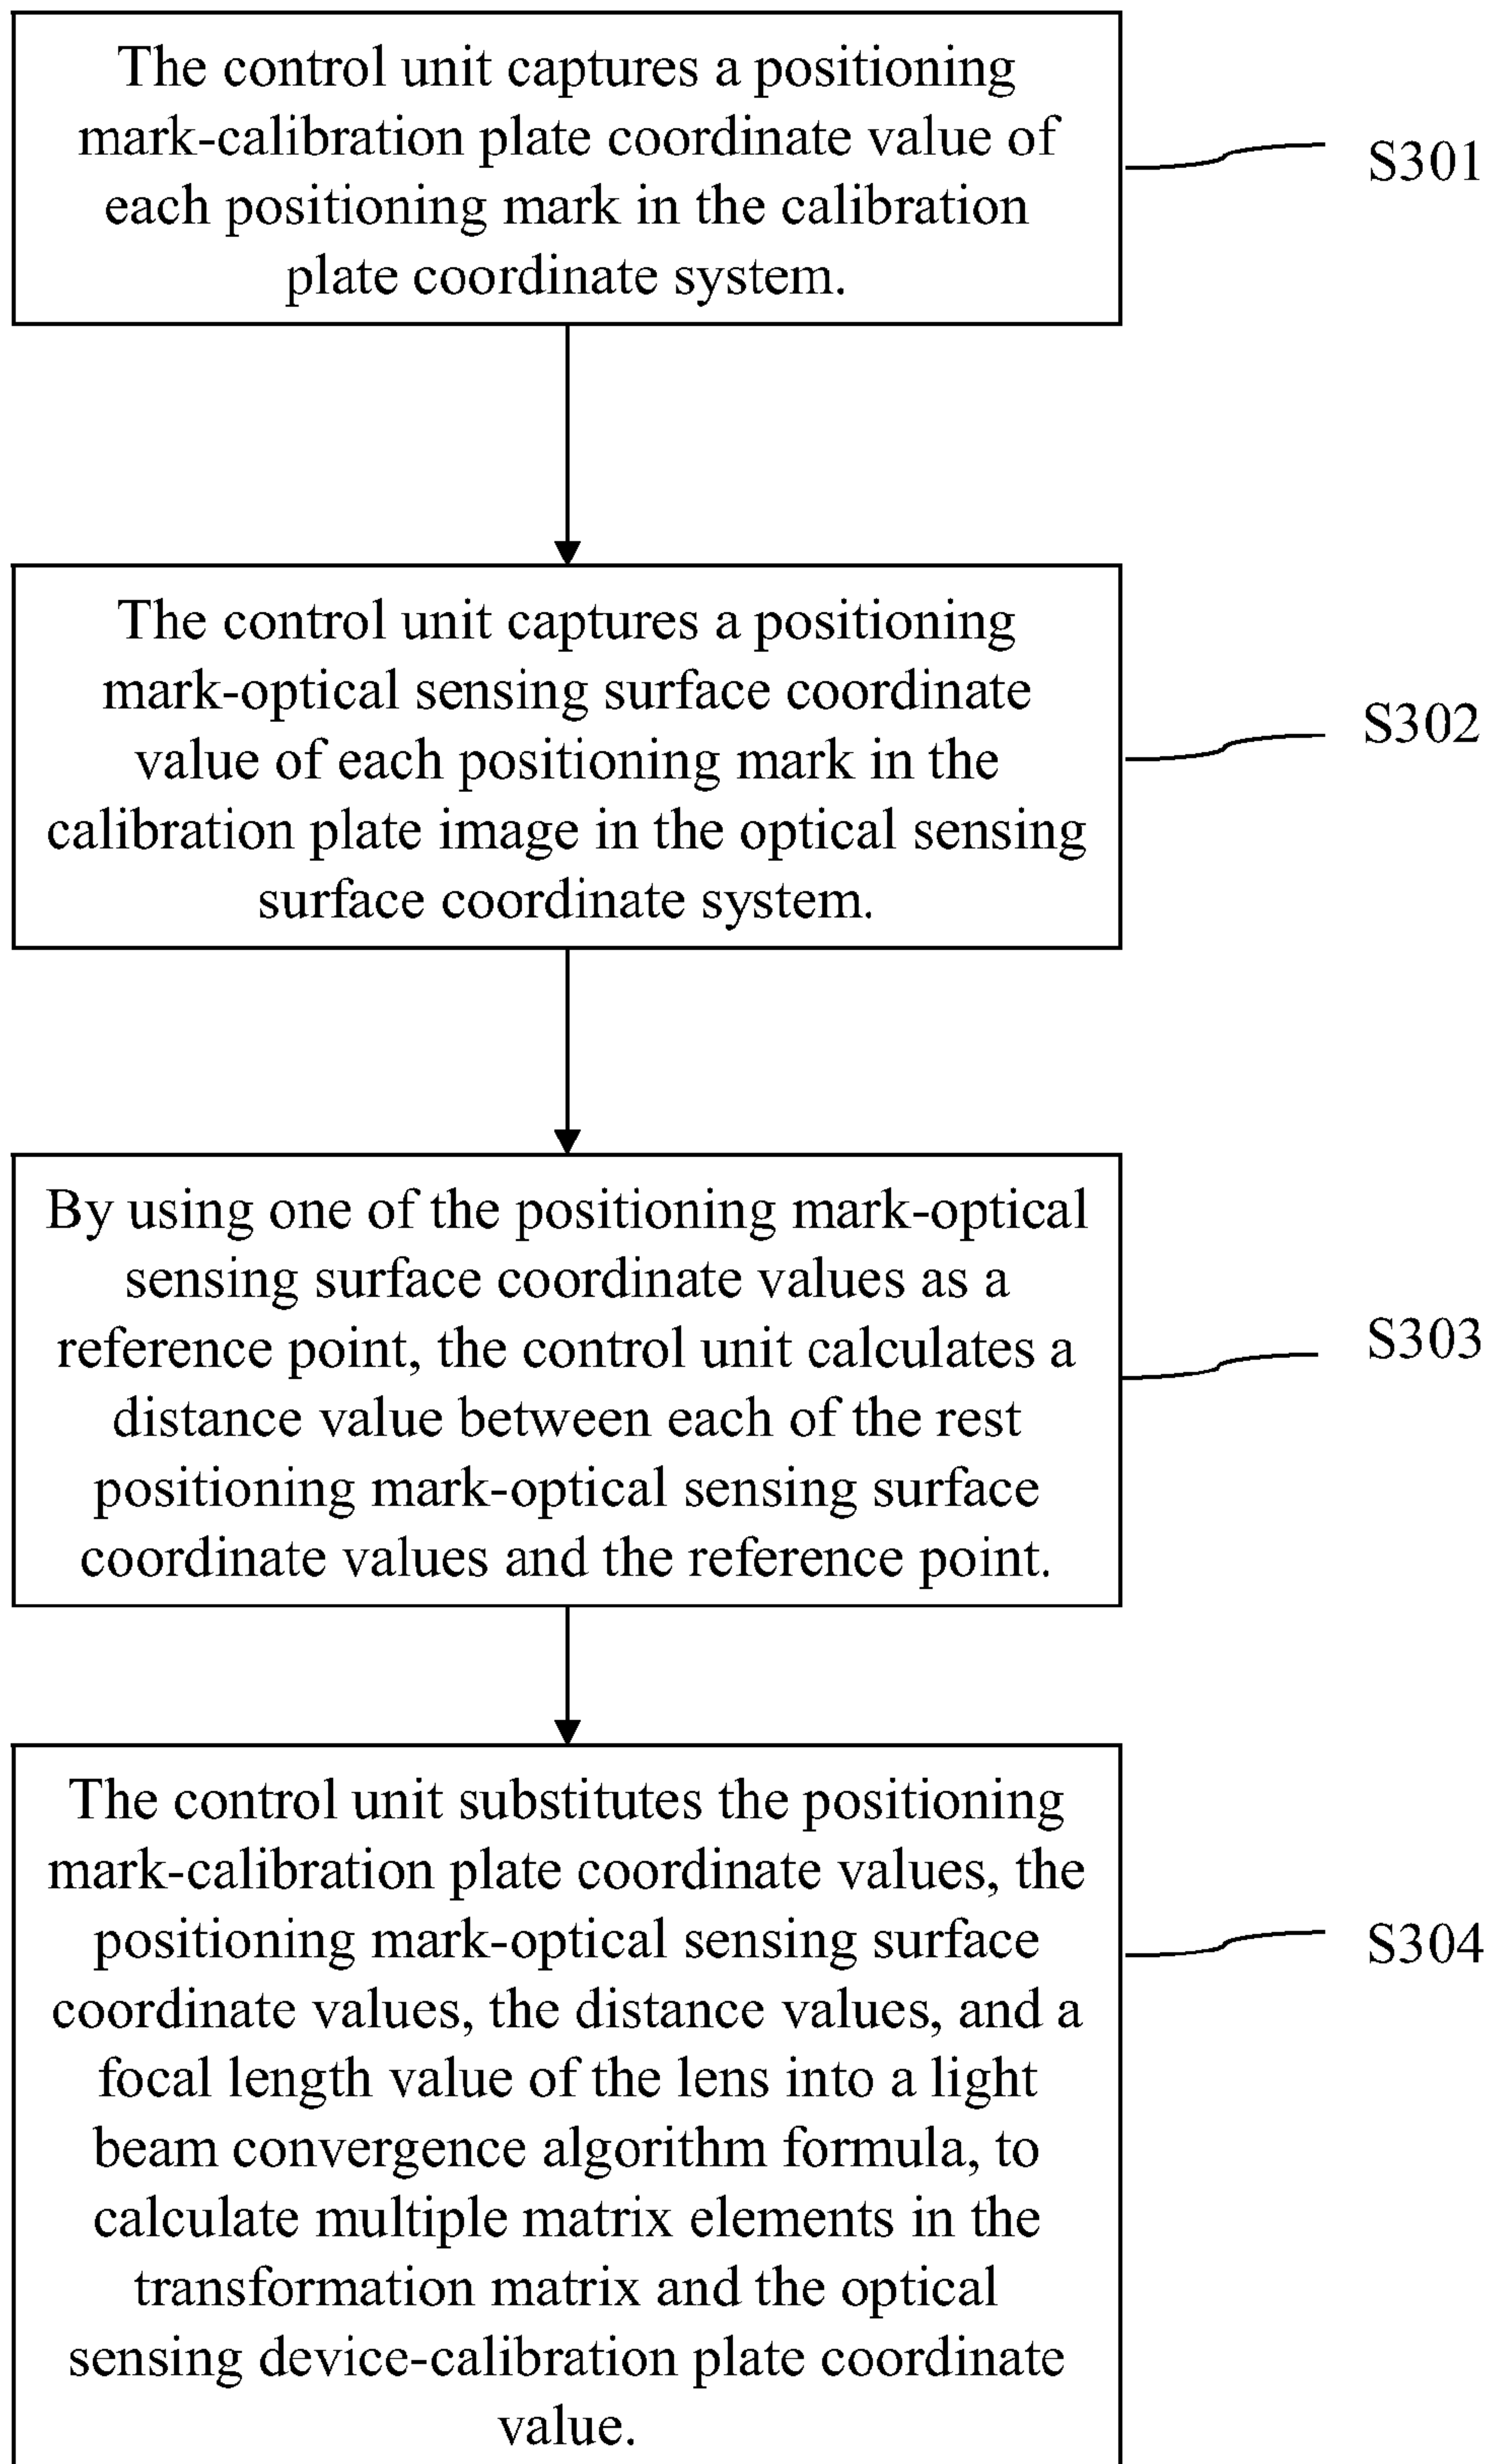 The control unit captures a positioning
mark-calibration plate coordinate value of
each positioning mark in the calibration
plate coordinate system.
S301
The control unit captures a positioning
mark-optical sensing surface coordinate
value of each positioning mark in the
calibration plate image in the optical sensing
surface coordinate system.
S302
By using one of the positioning mark-optical
sensing surface coordinate values as a
reference point, the control unit calculates a
distance value between each of the rest
positioning mark-optical sensing surface
coordinate values and the reference point.
S303
The control unit substitutes the positioning
mark-calibration plate coordinate values, the
positioning mark-optical sensing surface
coordinate values, the distance values, and a
focal length value of the lens into a light
beam convergence algorithm formula, to
calculate multiple matrix elements in the
transformation matrix and the optical
sensing device-calibration plate coordinate
value.
S304